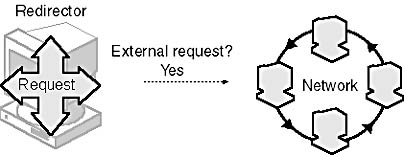 Redirector
Request
External request?
Yes
Network